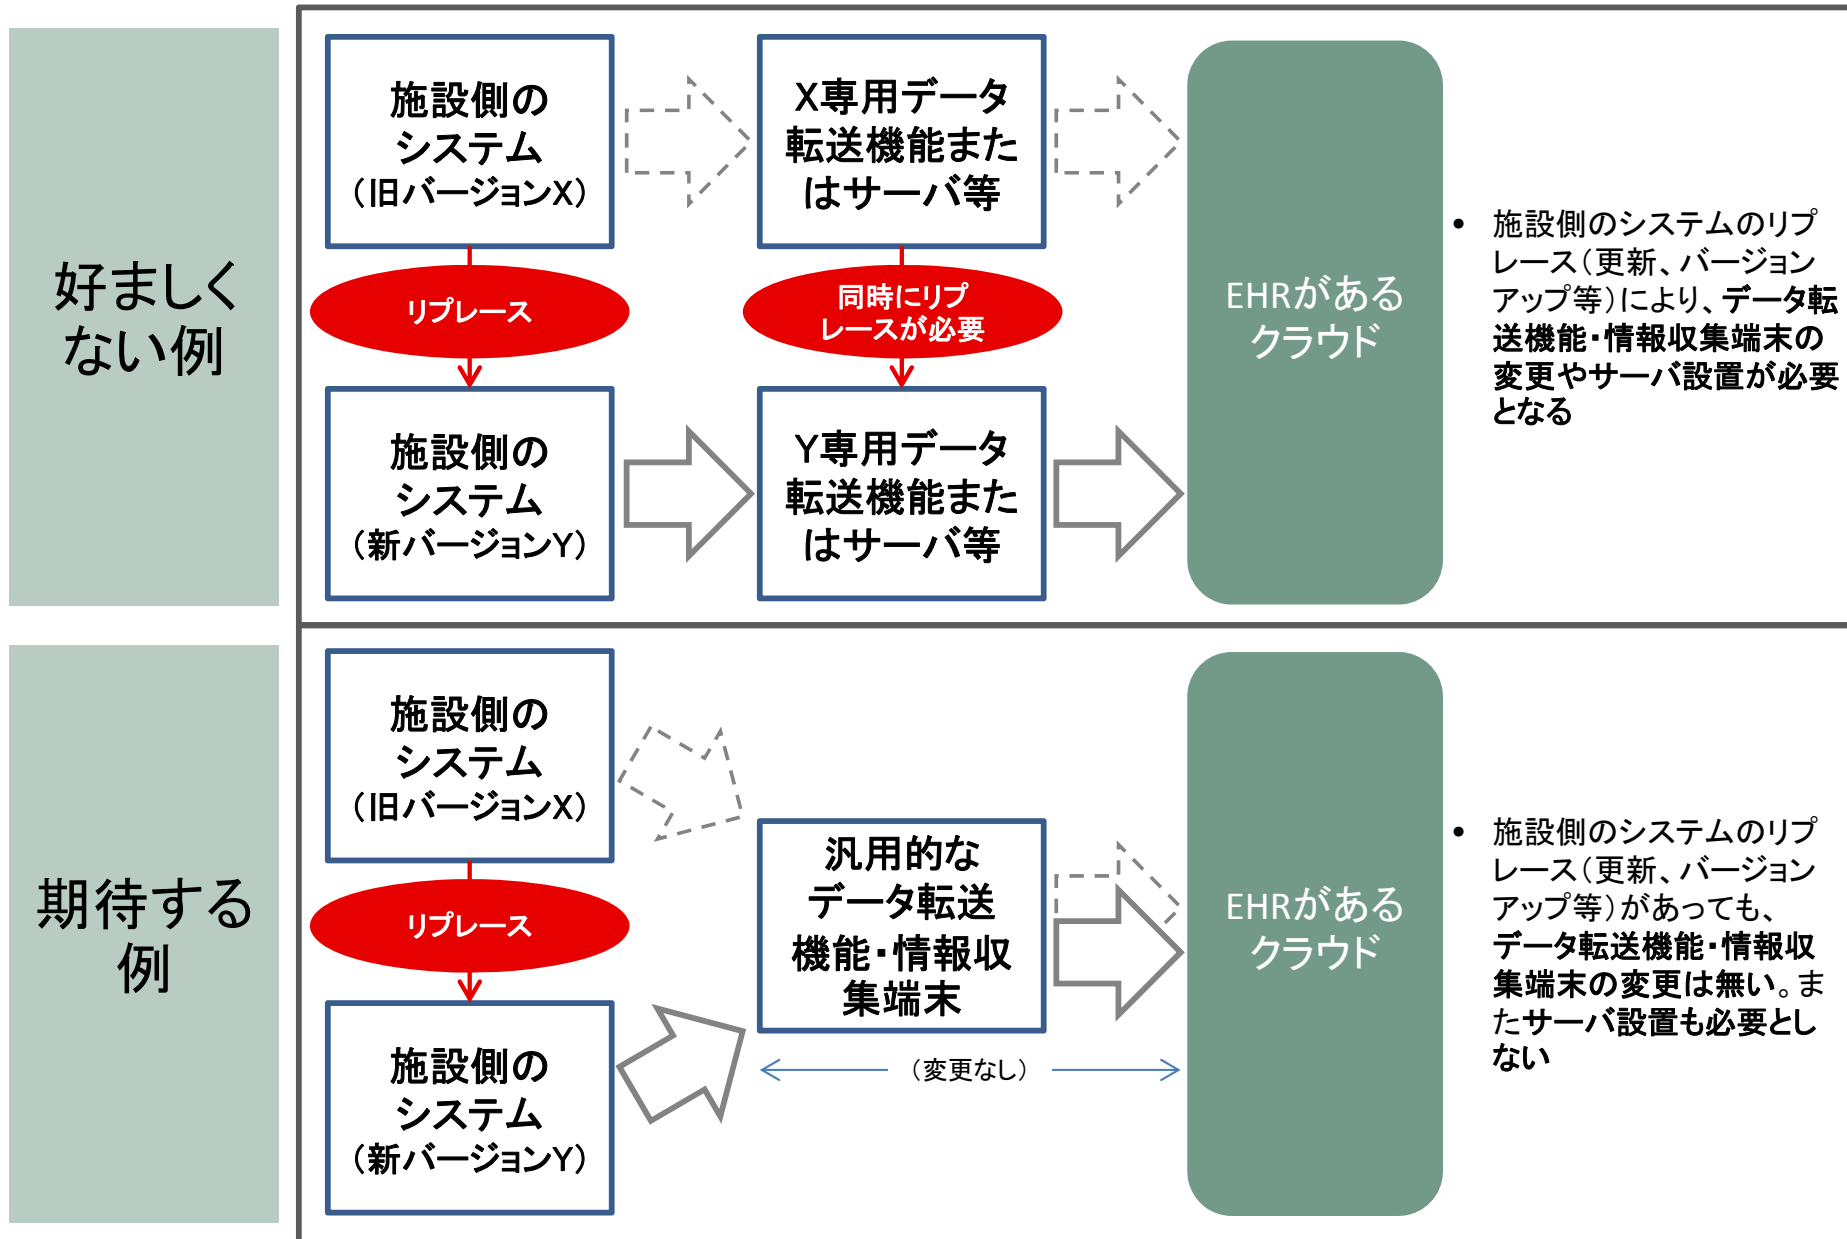 好ましく
ない例
施設側の
システム
（旧バージョンX）
X専用データ
転送機能また
はサーバ等
リプレース
同時にリプ
レースが必要
施設側の
システム
（新バージョンY）
Y専用データ
転送機能また
はサーバ等
EHRがある
クラウド
• 施設側のシステムのリプ
レース（更新、バージョン
アップ等）により、データ転
送機能・情報収集端末の
変更やサーバ設置が必要
となる
期待する
例
施設側の
システム
（旧バージョンX）
リプレース
施設側の
システム
（新バージョンY）
汎用的な
データ転送
機能・情報収
集端末
（変更なし）
EHRがある
クラウド
• 施設側のシステムのリプ
レース（更新、バージョン
アップ等）があっても、
データ転送機能・情報収
集端末の変更は無い。ま
たサーバ設置も必要とし
ない